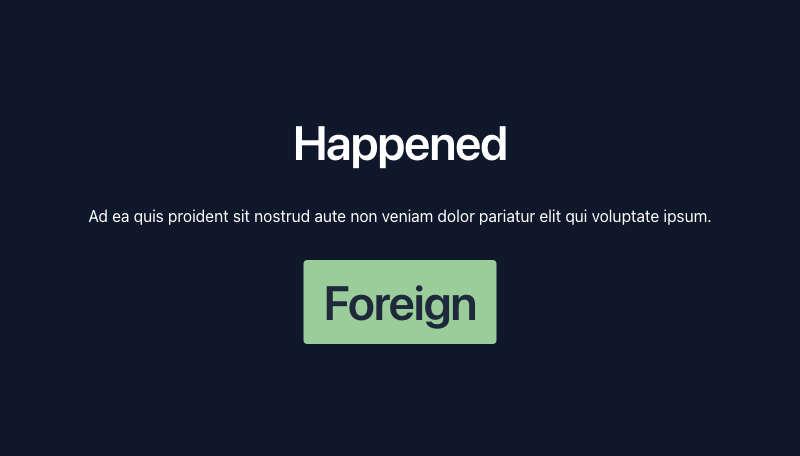 Happened
Ad ea quis proident sit nostrud aute non veniam dolor pariatur elit qui voluptate ipsum.
Foreign